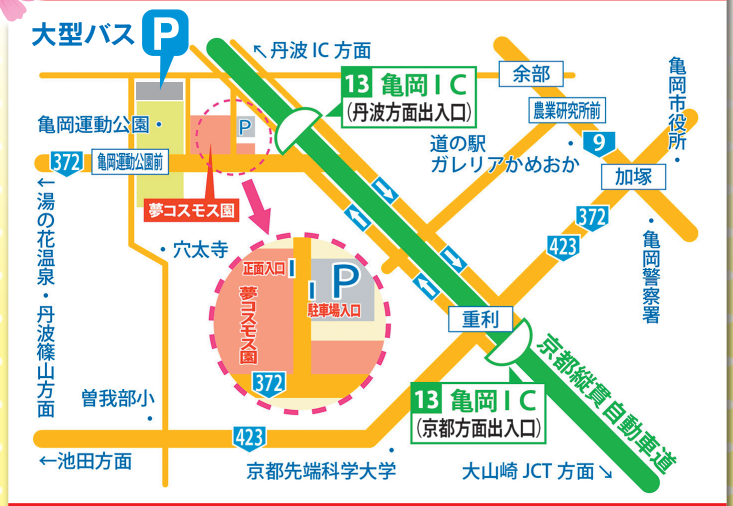 大型バス P
↖丹波IC方面
13 亀岡IC
(丹波方面出入口)
余部
農業研究所前
亀岡市役所・
9
亀岡運動公園・
P
道の駅
ガレリアかめおか
加塚
372
亀岡運動公園前
夢コスモス園
372
423
・亀岡警察署
←湯の花温泉・丹波篠山方面
・穴太寺
正面入口
P
駐車場入口
夢コスモス園
372
重利
京都縦貫自動車道
曽我部小
13 亀岡IC
(京都方面出入口)
423
←池田方面
京都先端科学大学
大山崎JCT方面↘